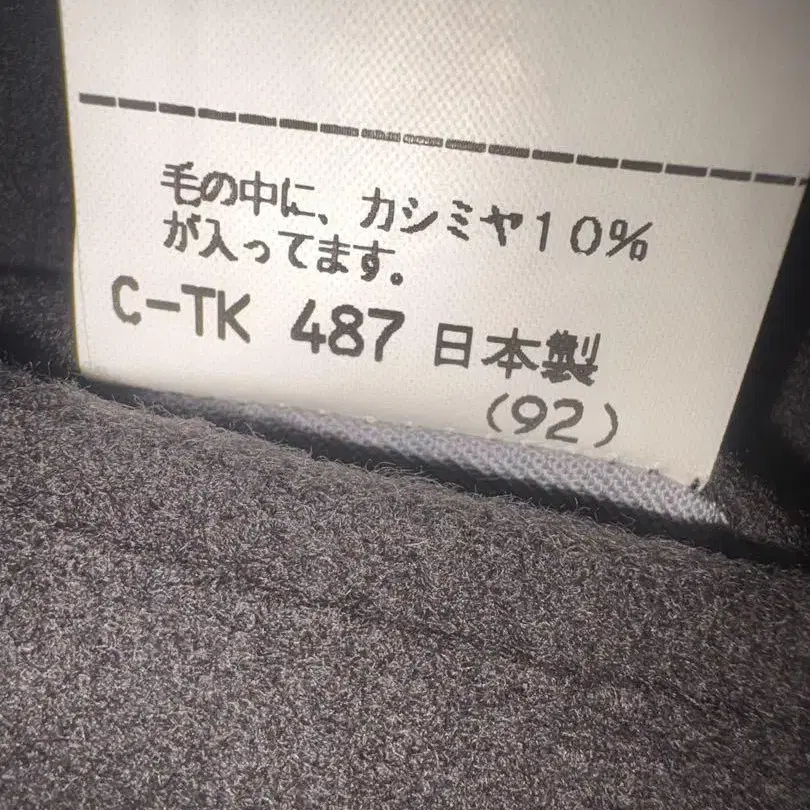 毛の中に、カシミヤ10%
が入ってます。
C-TK 487 日本製
(92)